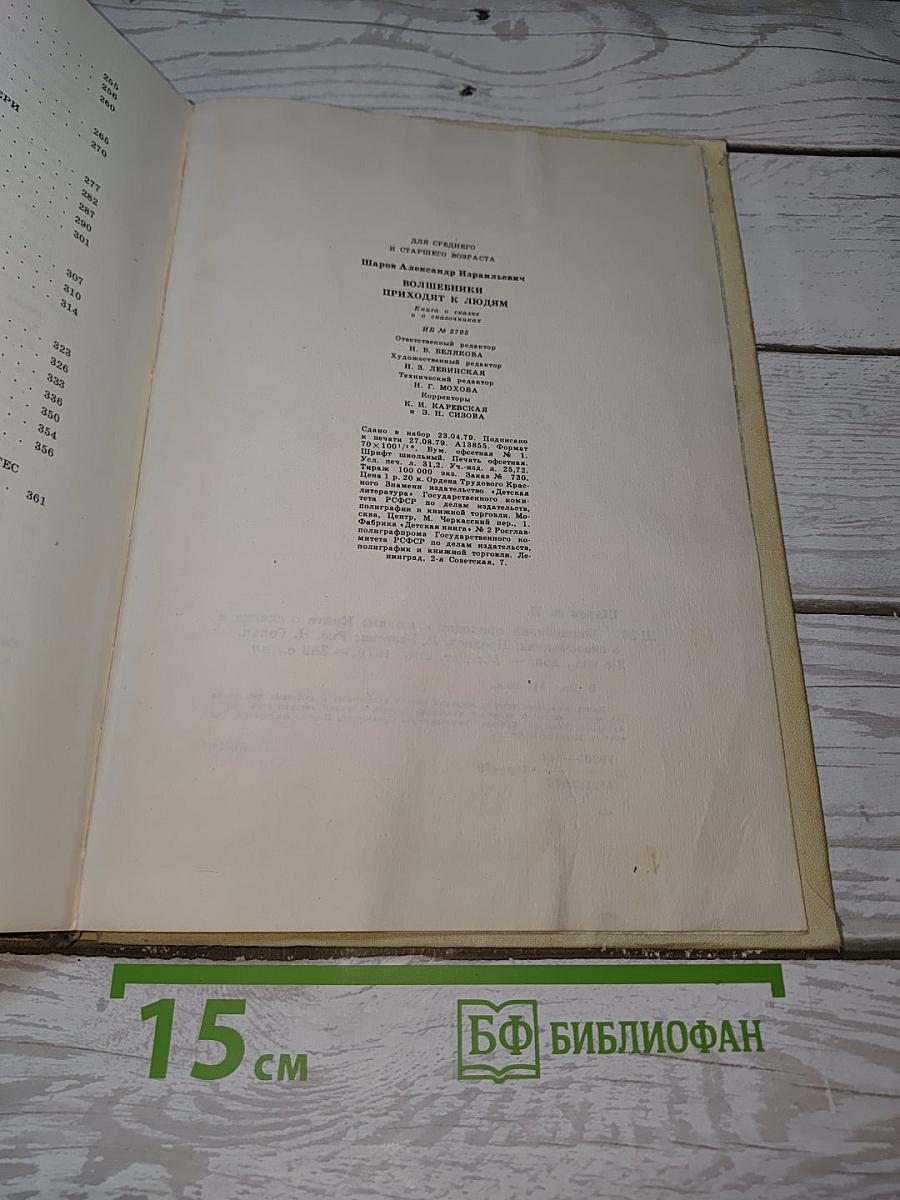 255
256
260
ЕРИ
265
270
277
282
287
290
301
307
310
314
323
326
333
336
350
354
356
ТЕС
361
ДЛЯ СРЕДНЕГО
И СТАРШЕГО ВОЗРАСТА
Шаров Александр Израильевич
ВОЛШЕБНИКИ
ПРИХОДЯТ К ЛЮДЯМ
Книга о сказке
и о сказочниках
ИБ № 2795
Ответственный редактор
Н. В. БЕЛЯКОВА
Художественный редактор
Н. З. ЛЕВИНСКАЯ
Технический редактор
Н. Г. МОХОВА
Корректоры
К. И. КАРЕВСКАЯ
и Э. Н. СИЗОВА
Сдано в набор 23.04.79. Подписано
к печати 27.08.79. А13855. Формат
70×100¹/₁₆. Бум. офсетная № 1.
Шрифт школьный. Печать офсетная.
Усл. печ. л. 31,2. Уч.-изд. л. 25,72.
Тираж 100 000 экз. Заказ № 730.
Цена 1 р. 20 к. Ордена Трудового Крас-
ного Знамени издательство «Детская
литература» Государственного коми-
тета РСФСР по делам издательств,
полиграфии и книжной торговли. Мо-
сква, Центр, М. Черкасский пер., 1.
Фабрика «Детская книга» № 2 Росглав-
полиграфпрома Государственного ко-
митета РСФСР по делам издательств,
полиграфии и книжной торговли. Ле-
нинград, 2-я Советская, 7.
15 см
БФ БИБЛИОФАН